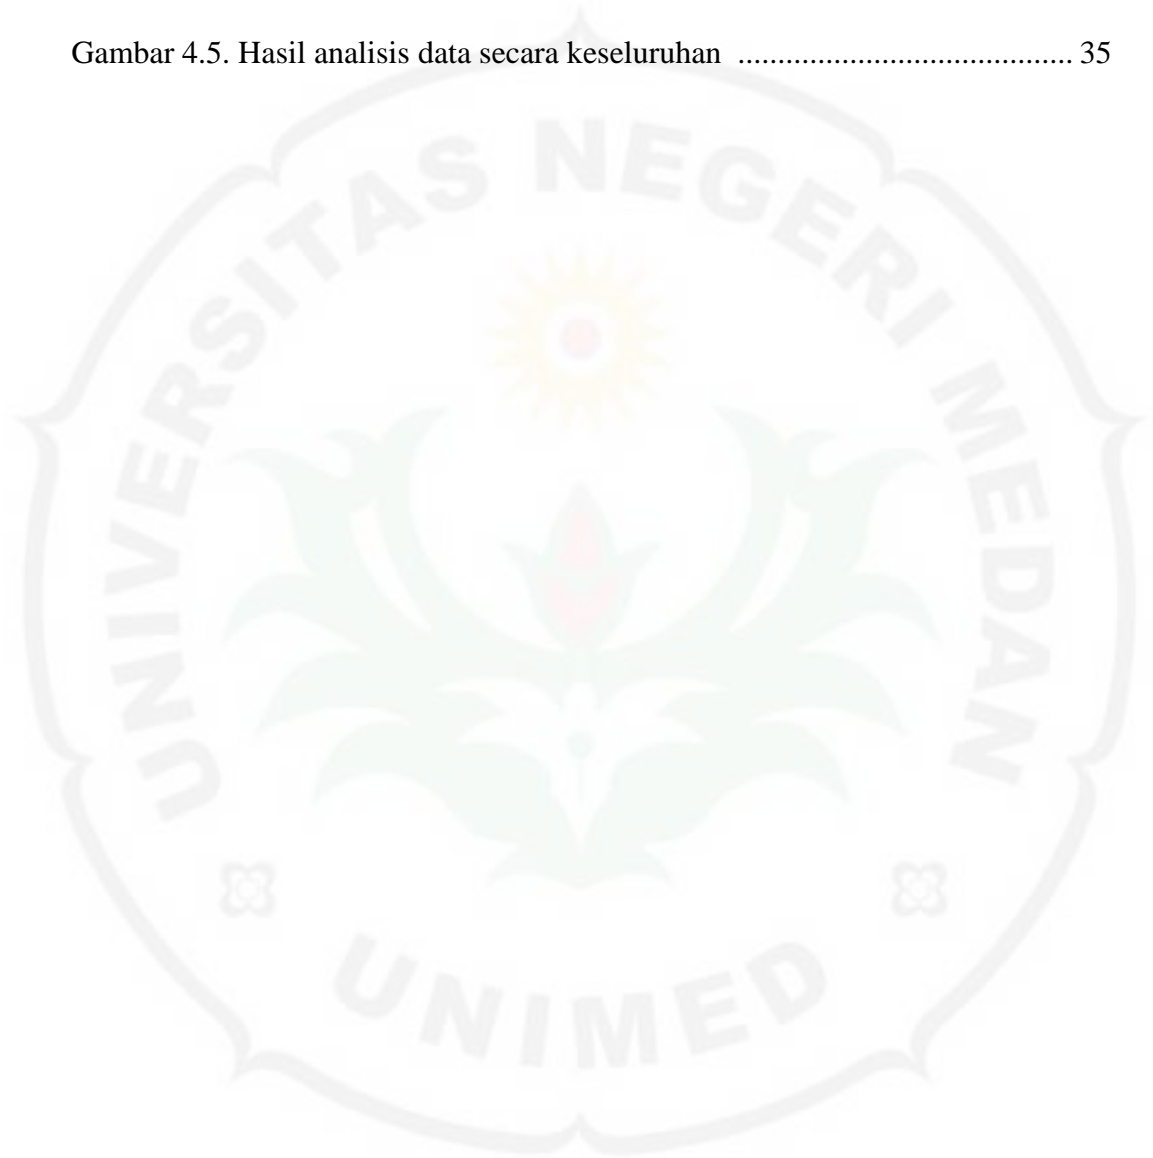 Gambar 4.5. Hasil analisis data secara keseluruhan .......................................... 35
UNIVERSITAS NEGERI MEDAN
UNIMED